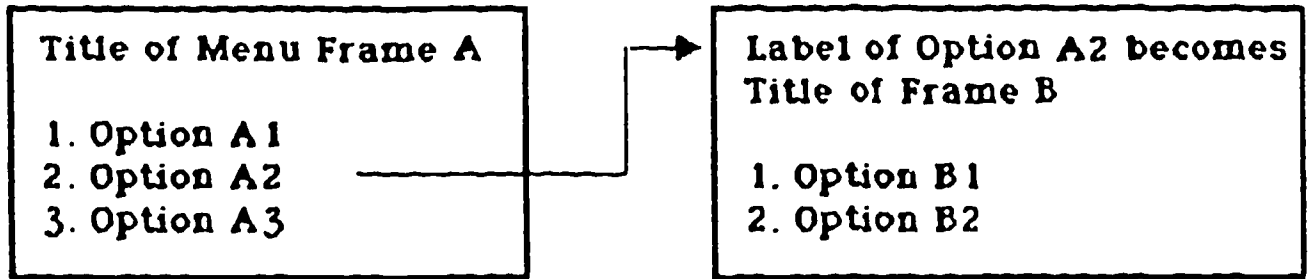 Title of Menu Frame A
1. Option A1
2. Option A2
3. Option A3
Label of Option A2 becomes
Title of Frame B
1. Option B1
2. Option B2